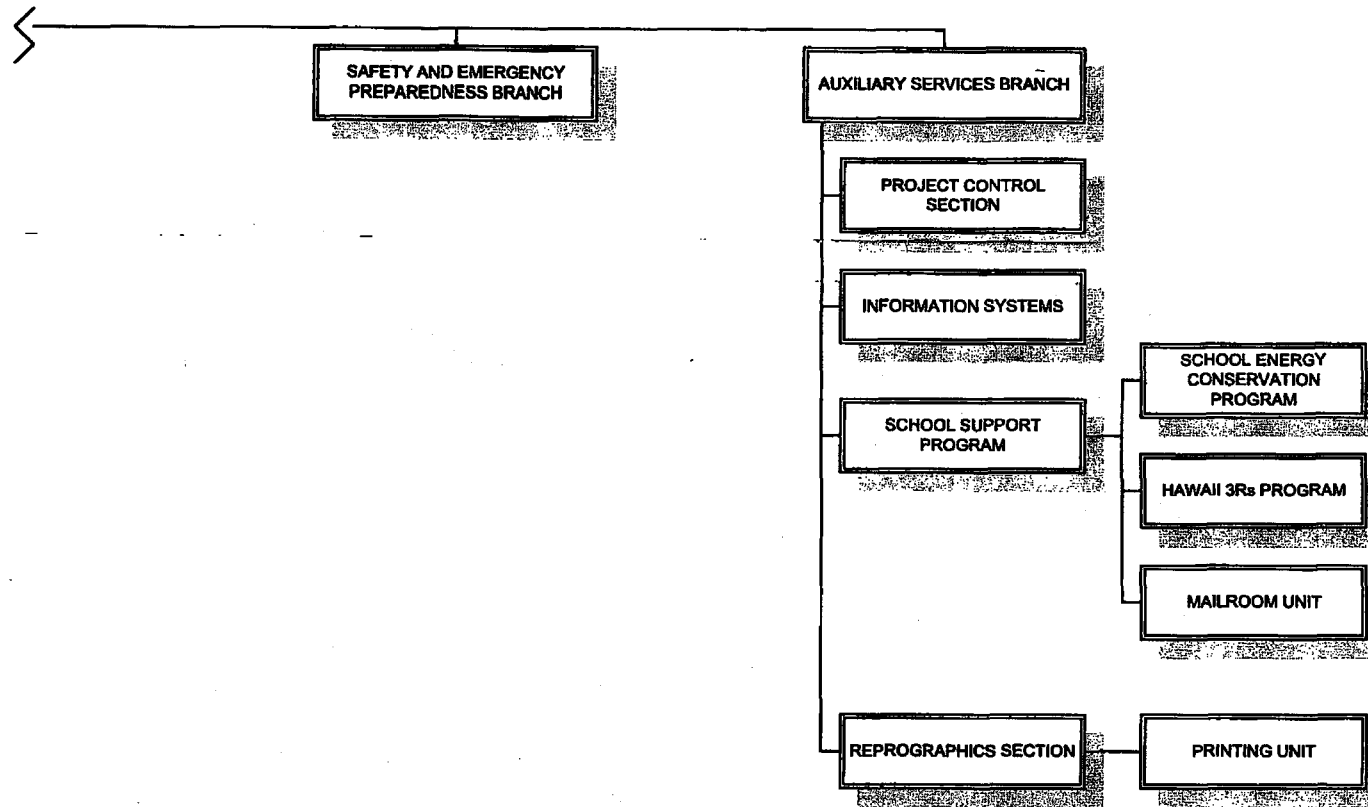 SAFETY AND EMERGENCY
PREPAREDNESS BRANCH
AUXILIARY SERVICES BRANCH
PROJECT CONTROL
SECTION
INFORMATION SYSTEMS
SCHOOL SUPPORT
PROGRAM
SCHOOL ENERGY
CONSERVATION
PROGRAM
HAWAII 3Rs PROGRAM
MAILROOM UNIT
REPROGRAPHICS SECTION
PRINTING UNIT